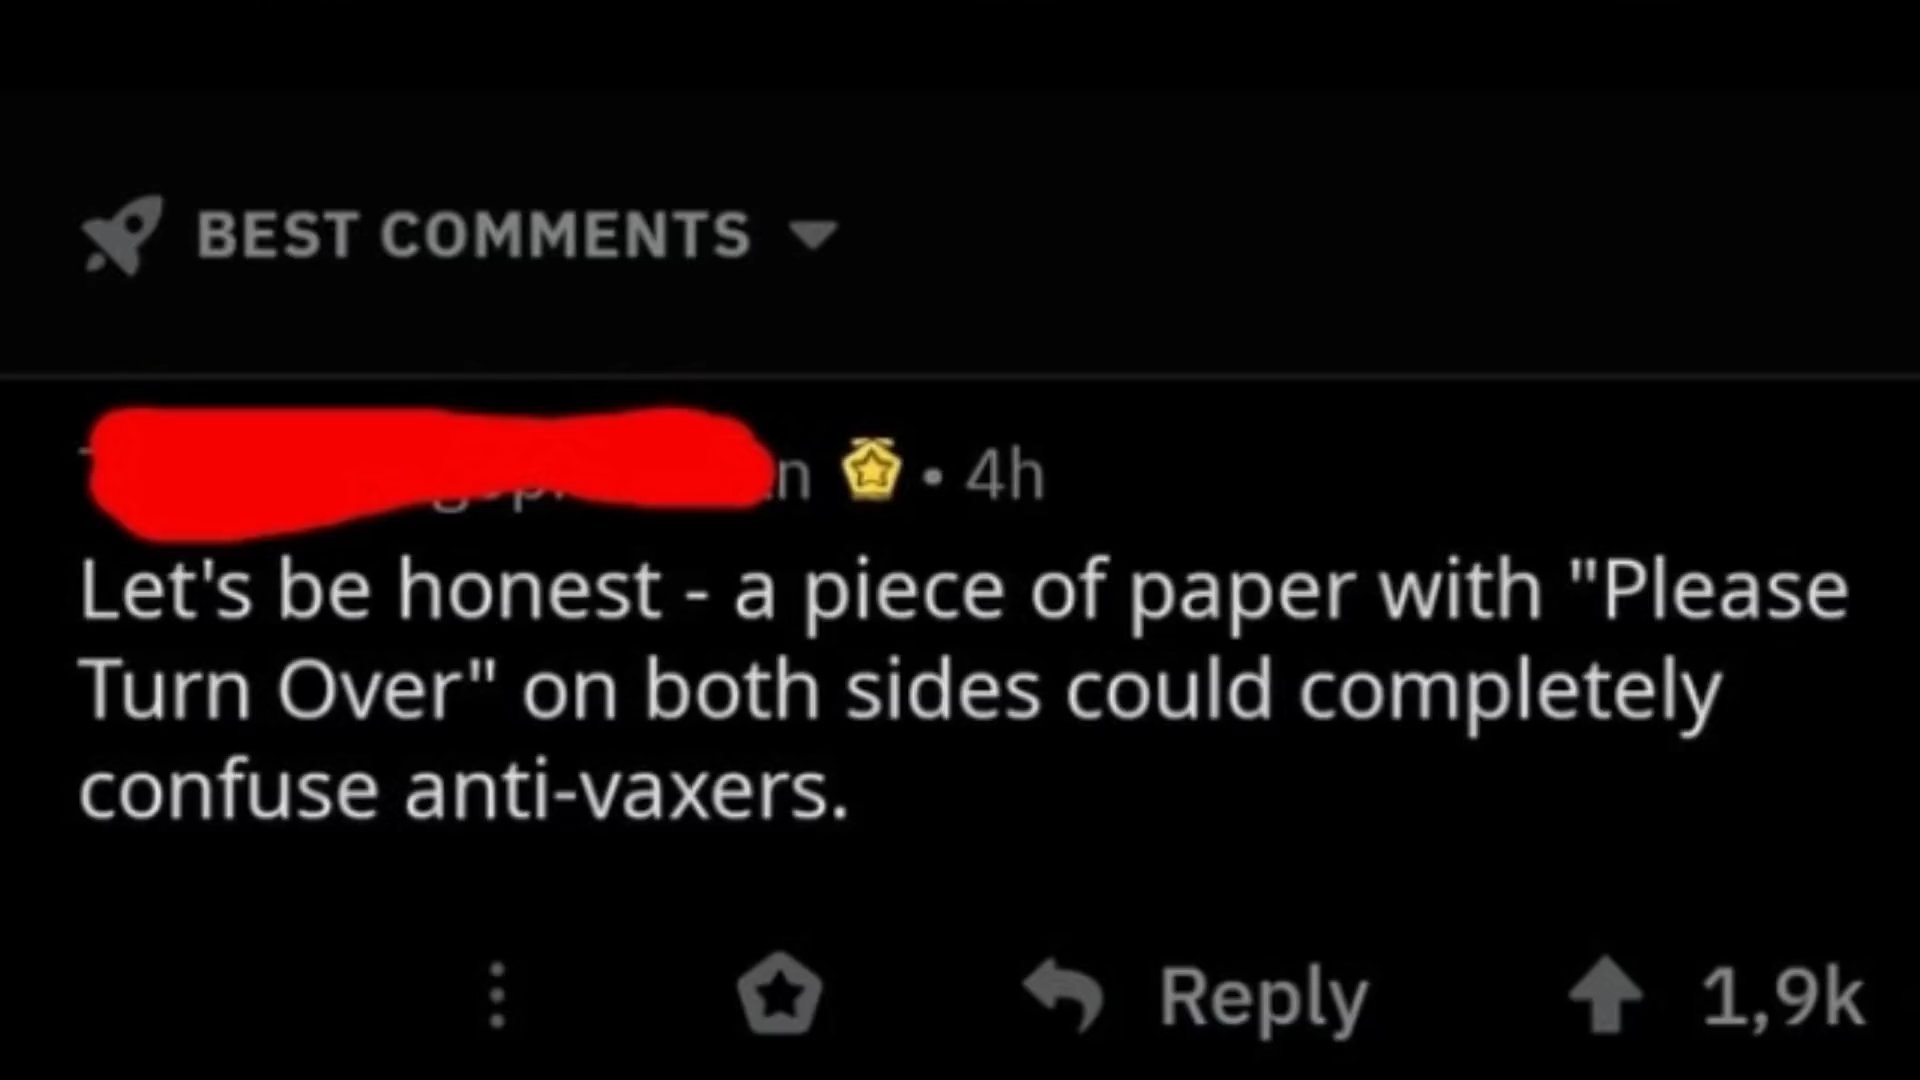 BEST COMMENTS
n • 4h
Let's be honest - a piece of paper with "Please
Turn Over" on both sides could completely
confuse anti-vaxers.
Reply 1,9k